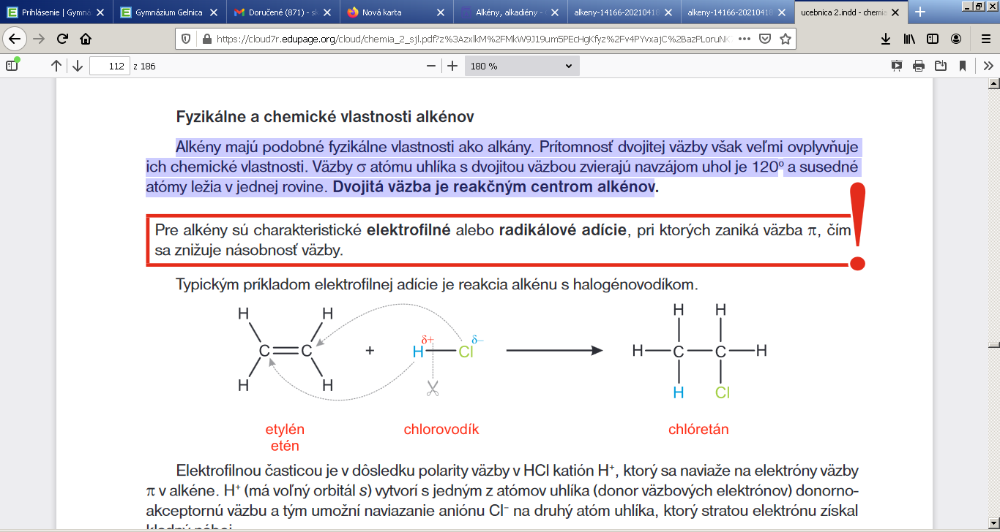 Prihlásenie | Gymná
Gymnázium Gelnica
Doručené (871) - sk
Nová karta
Alkény, alkadiény -
alkeny-14166-20210418
alkeny-14166-20210418
ucebnica 2.indd - chemia
https://cloud7r.edupage.org/cloud/chemia_2_sjl.pdf?z%3AzxlkM%2FMkW9J19um5PEcHgKfyz%2Fv4PYvxajC%2BazPLoruNK
112 z 186
180 %
Fyzikálne a chemické vlastnosti alkénov
Alkény majú podobné fyzikálne vlastnosti ako alkány. Prítomnosť dvojitej väzby však veľmi ovplyvňuje
ich chemické vlastnosti. Väzby σ atómu uhlíka s dvojitou väzbou zvierajú navzájom uhol je 120º a susedné
atómy ležia v jednej rovine. Dvojitá väzba je reakčným centrom alkénov.
Pre alkény sú charakteristické elektrofilné alebo radikálové adície, pri ktorých zaniká väzba π, čím
sa znižuje násobnosť väzby.
!
Typickým príkladom elektrofilnej adície je reakcia alkénu s halogénovodíkom.
H H H H
δ+ δ–
C C + H Cl H C C H
H H H Cl
etylén chlorovodík chlóretán
etén
Elektrofilnou časticou je v dôsledku polarity väzby v HCl katión H⁺, ktorý sa naviaže na elektróny väzby
π v alkéne. H⁺ (má voľný orbitál s) vytvorí s jedným z atómov uhlíka (donor väzbových elektrónov) donorno-
akceptornú väzbu a tým umožní naviazanie aniónu Cl⁻ na druhý atóm uhlíka, ktorý stratou elektrónu získal